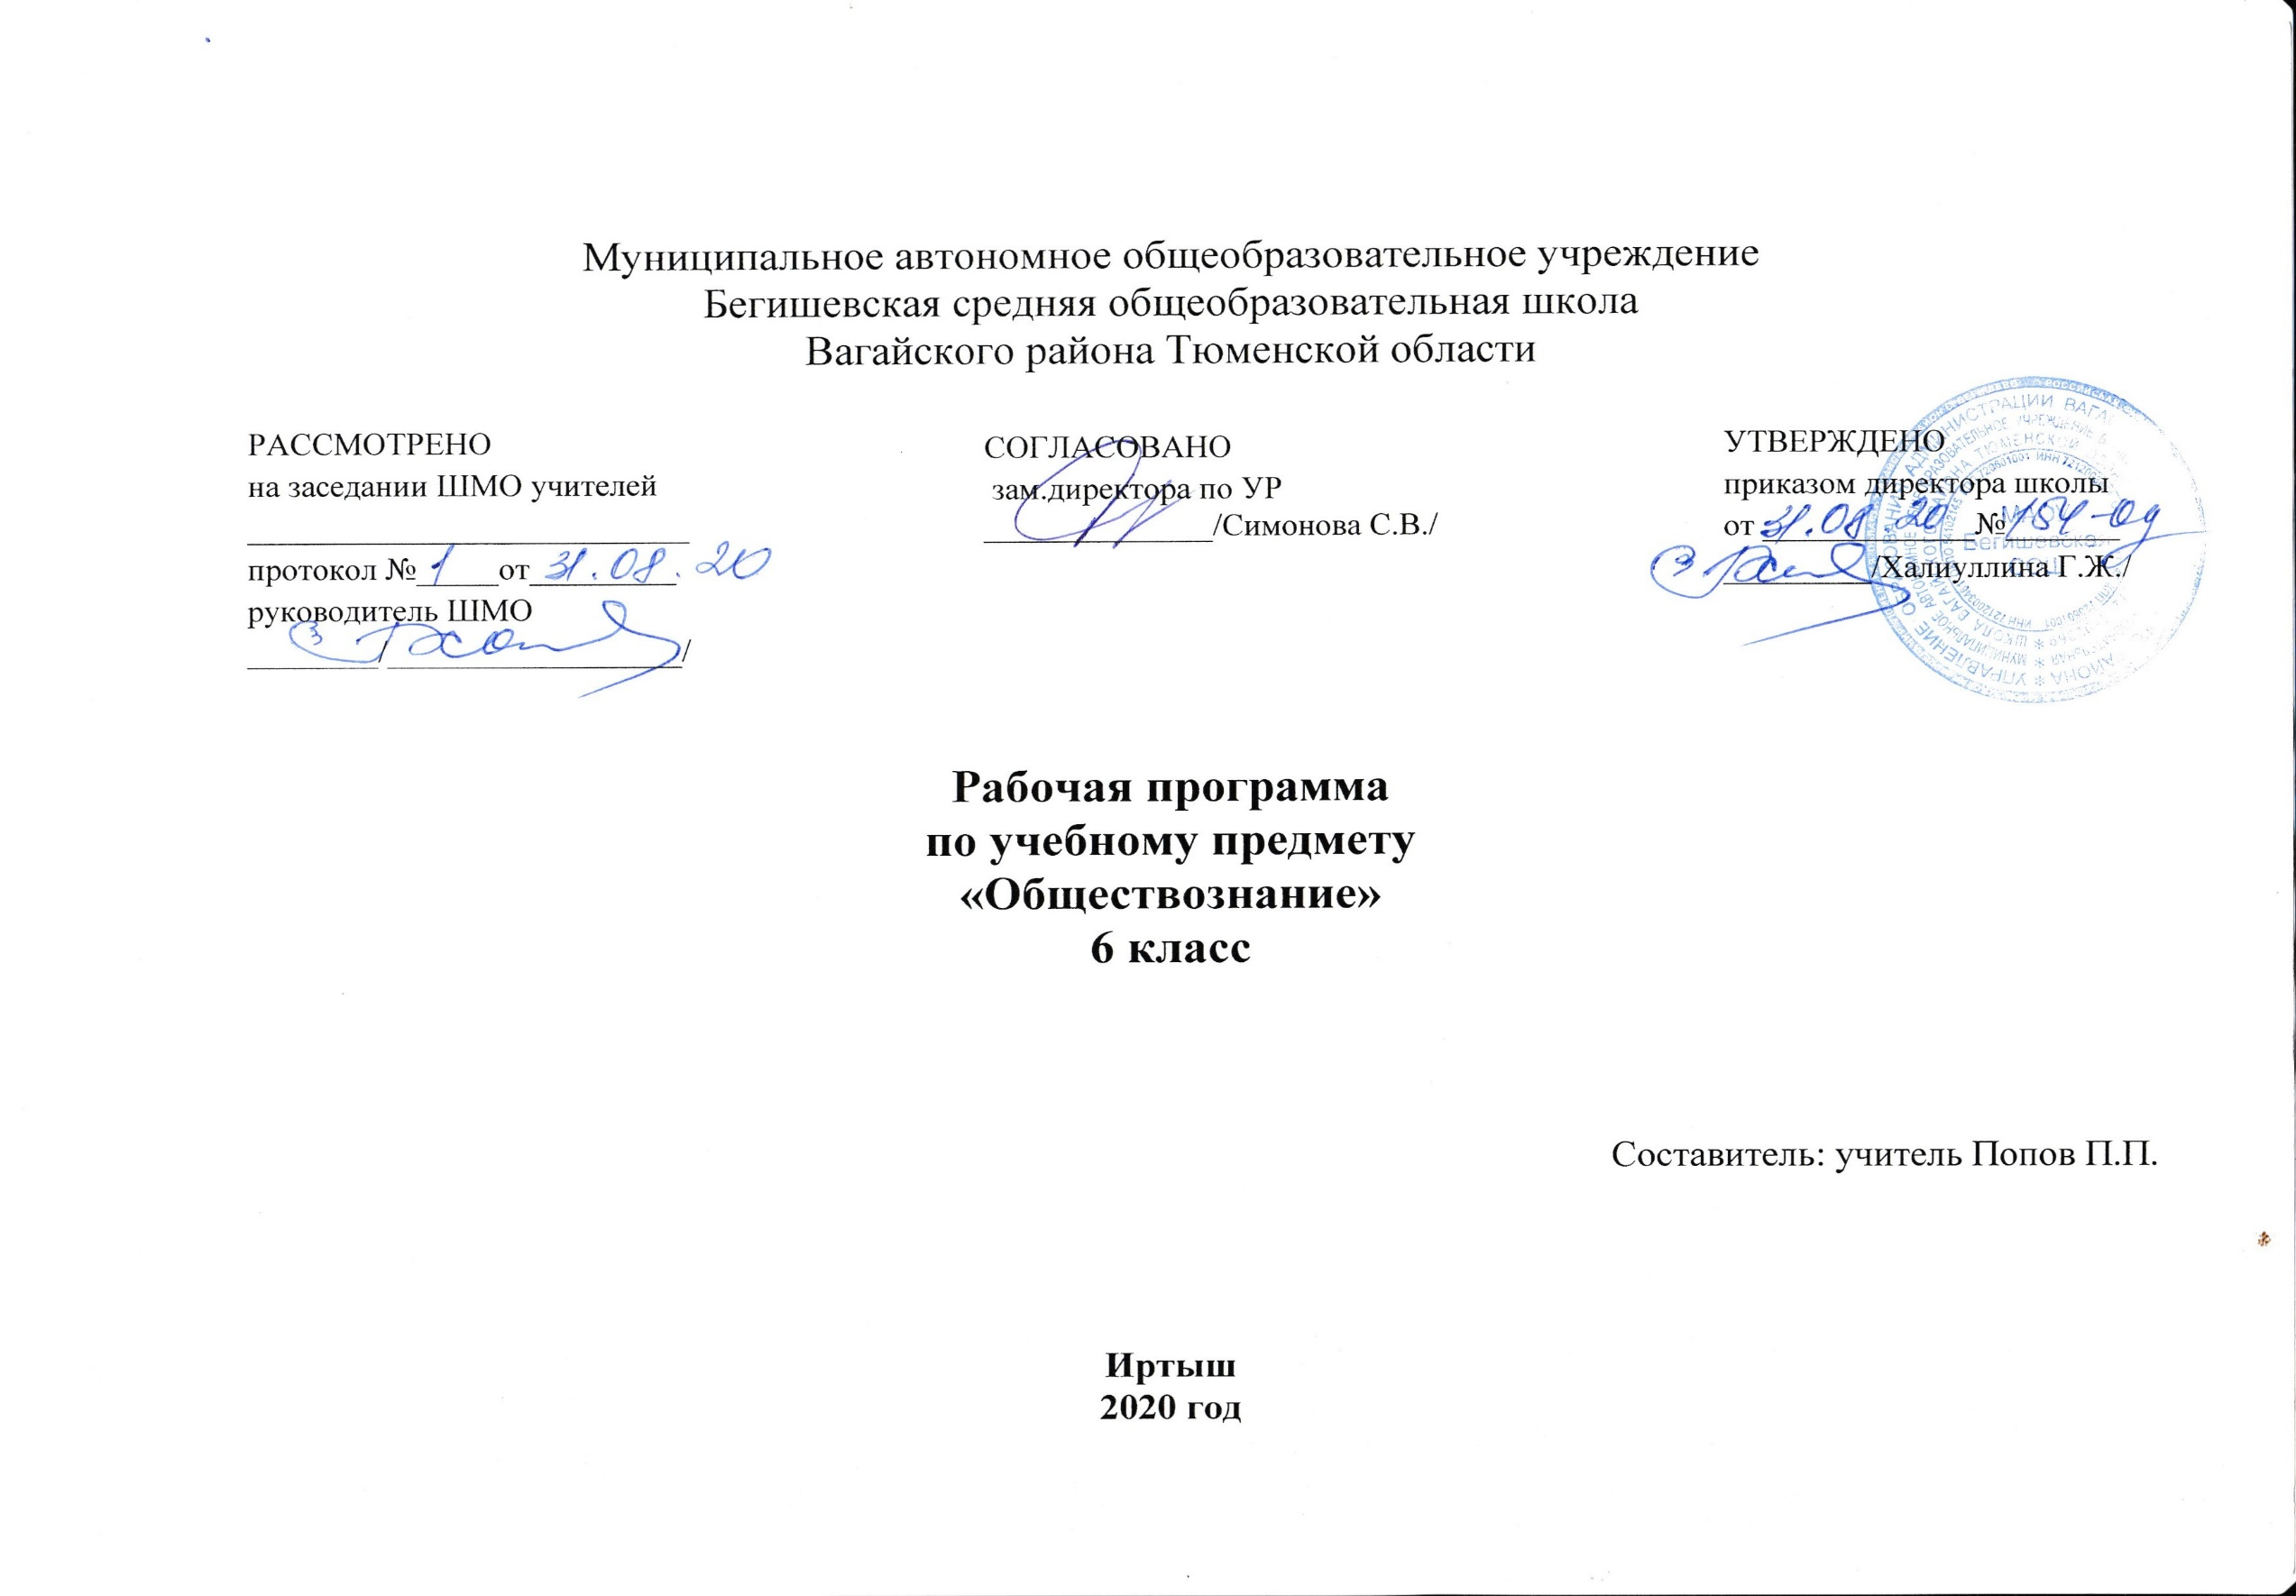 Муниципальное автономное общеобразовательное учреждение
Бегишевская средняя общеобразовательная школа
Вагайского района Тюменской области
РАССМОТРЕНО
на заседании ШМО учителей
протокол № 1 от 31.08.20
руководитель ШМО
/ /
СОГЛАСОВАНО
зам.директора по УР
/Симонова С.В./
УТВЕРЖДЕНО
приказом директора школы
от 31.08.20 № 154-од
/Халиуллина Г.Ж./
Бегишевская
Рабочая программа
по учебному предмету
«Обществознание»
6 класс
Составитель: учитель Попов П.П.
Иртыш
2020 год